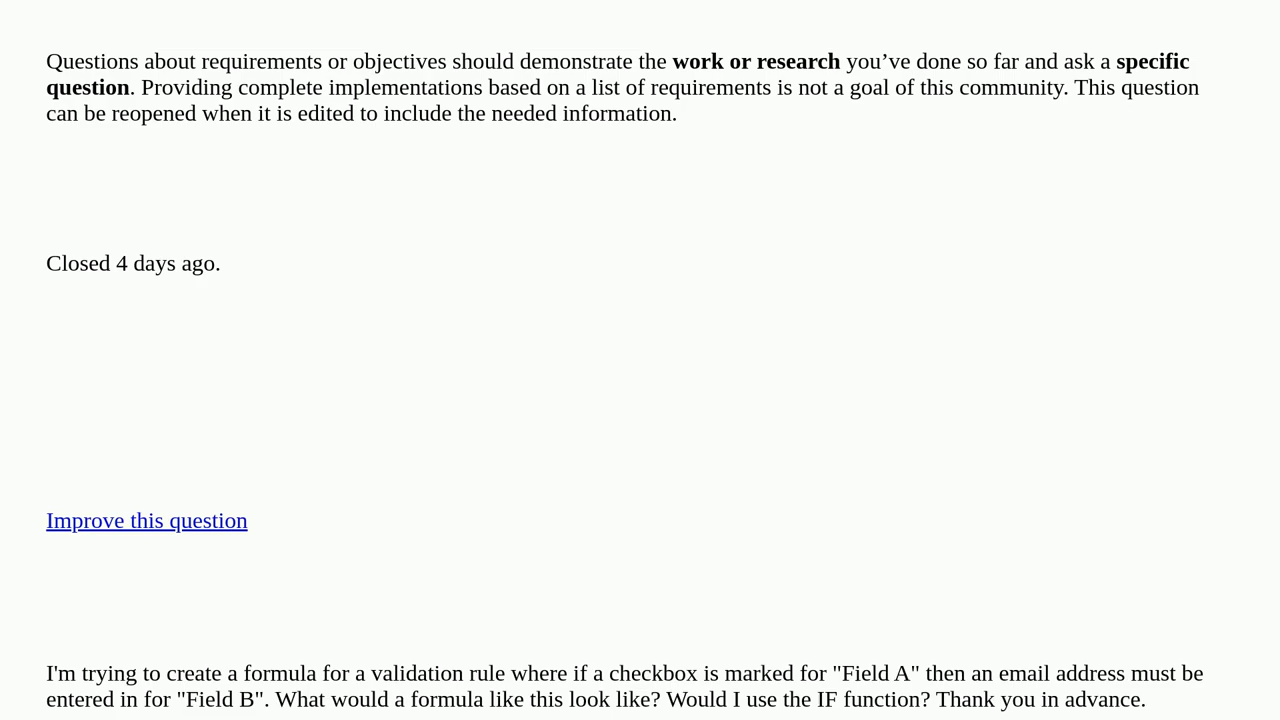 Questions about requirements or objectives should demonstrate the work or research you’ve done so far and ask a specific
question. Providing complete implementations based on a list of requirements is not a goal of this community. This question
can be reopened when it is edited to include the needed information.
Closed 4 days ago.
Improve this question
I'm trying to create a formula for a validation rule where if a checkbox is marked for "Field A" then an email address must be
entered in for "Field B". What would a formula like this look like? Would I use the IF function? Thank you in advance.